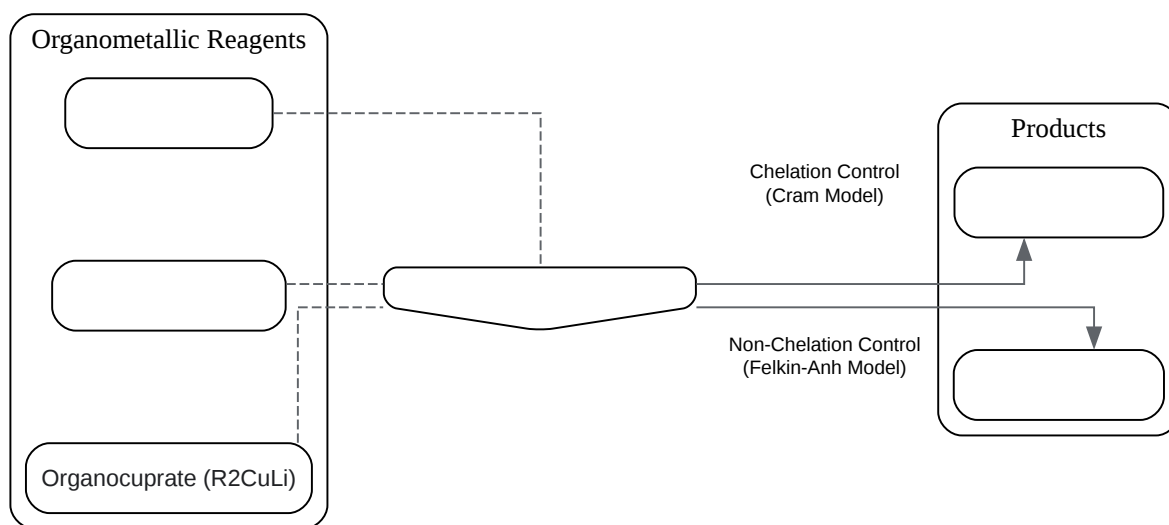 Organometallic Reagents
Products
Chelation Control
(Cram Model)
Non-Chelation Control
(Felkin-Anh Model)
Organocuprate (R2CuLi)